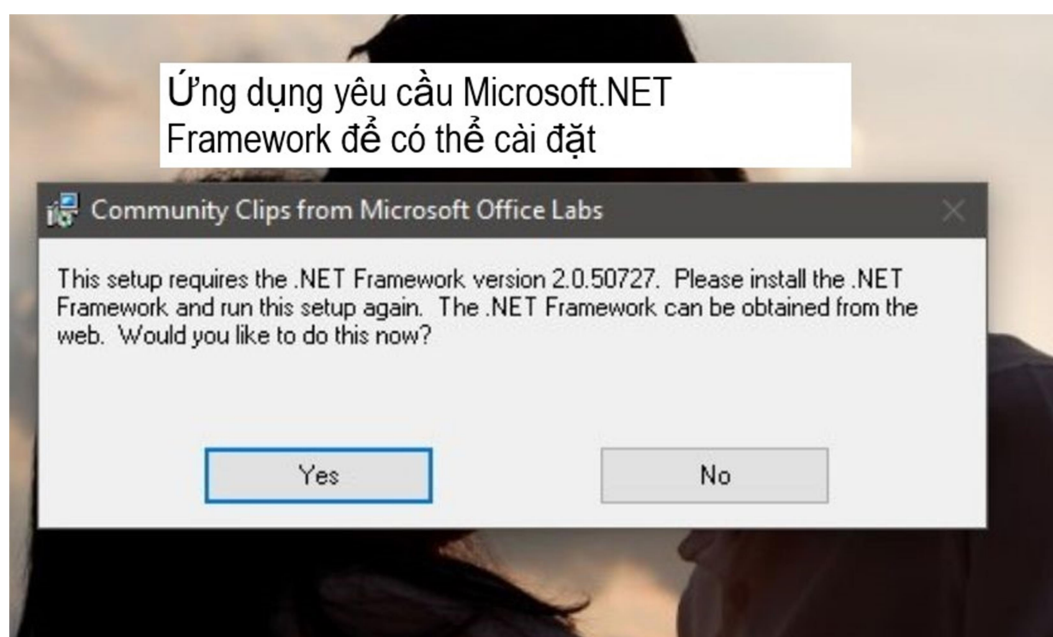 Ứng dụng yêu cầu Microsoft.NET
Framework để có thể cài đặt
Community Clips from Microsoft Office Labs
This setup requires the .NET Framework version 2.0.50727.  Please install the .NET
Framework and run this setup again.  The .NET Framework can be obtained from the
web.  Would you like to do this now?
Yes
No